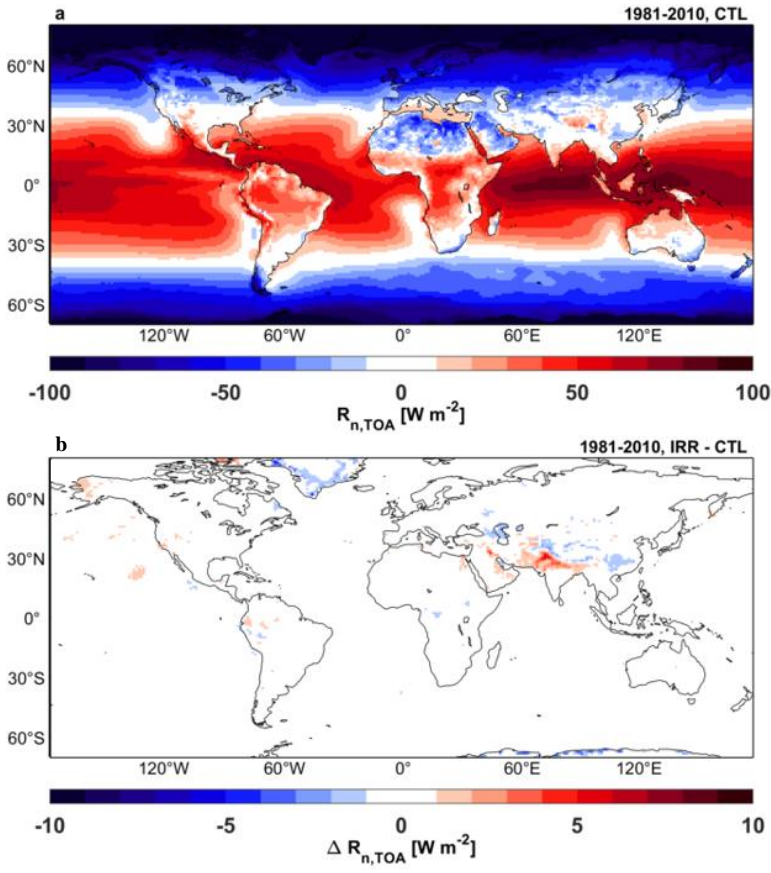 a 1981-2010, CTL
60°N
30°N
0°
30°S
60°S
120°W 60°W 0° 60°E 120°E
-100 -50 0 50 100
Rn,TOA [W m-2]
b 1981-2010, IRR - CTL
60°N
30°N
0°
30°S
60°S
120°W 60°W 0° 60°E 120°E
-10 -5 0 5 10
Δ Rn,TOA [W m-2]